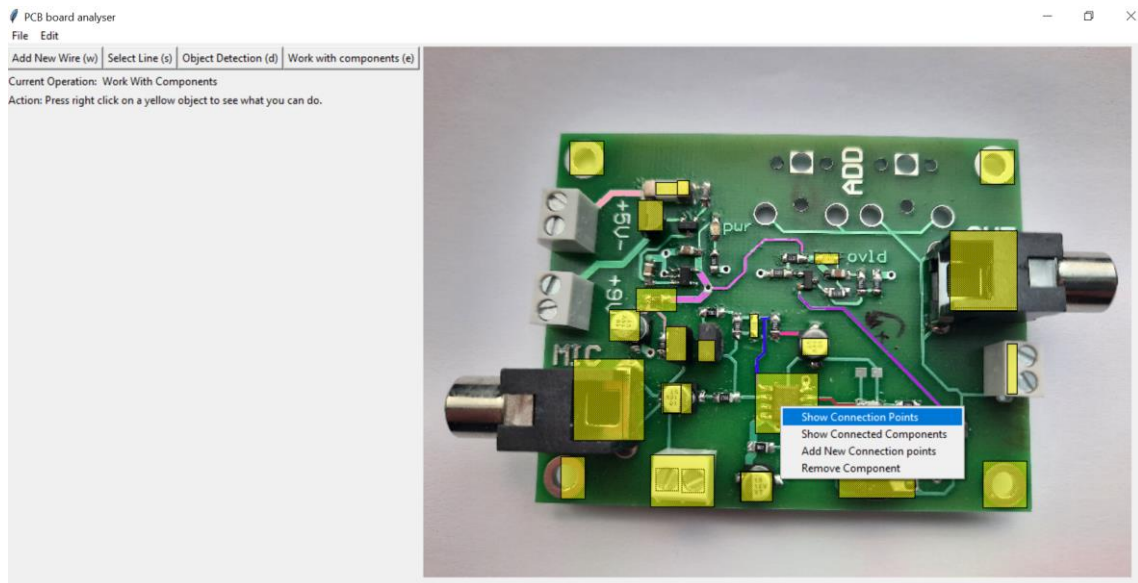 PCB board analyser
File Edit
Add New Wire (w) Select Line (s) Object Detection (d) Work with components (e)
Current Operation: Work With Components
Action: Press right click on a yellow object to see what you can do.
ADD
+5V-
pwr
ovld
+9V
MIC
Show Connection Points
Show Connected Components
Add New Connection points
Remove Component